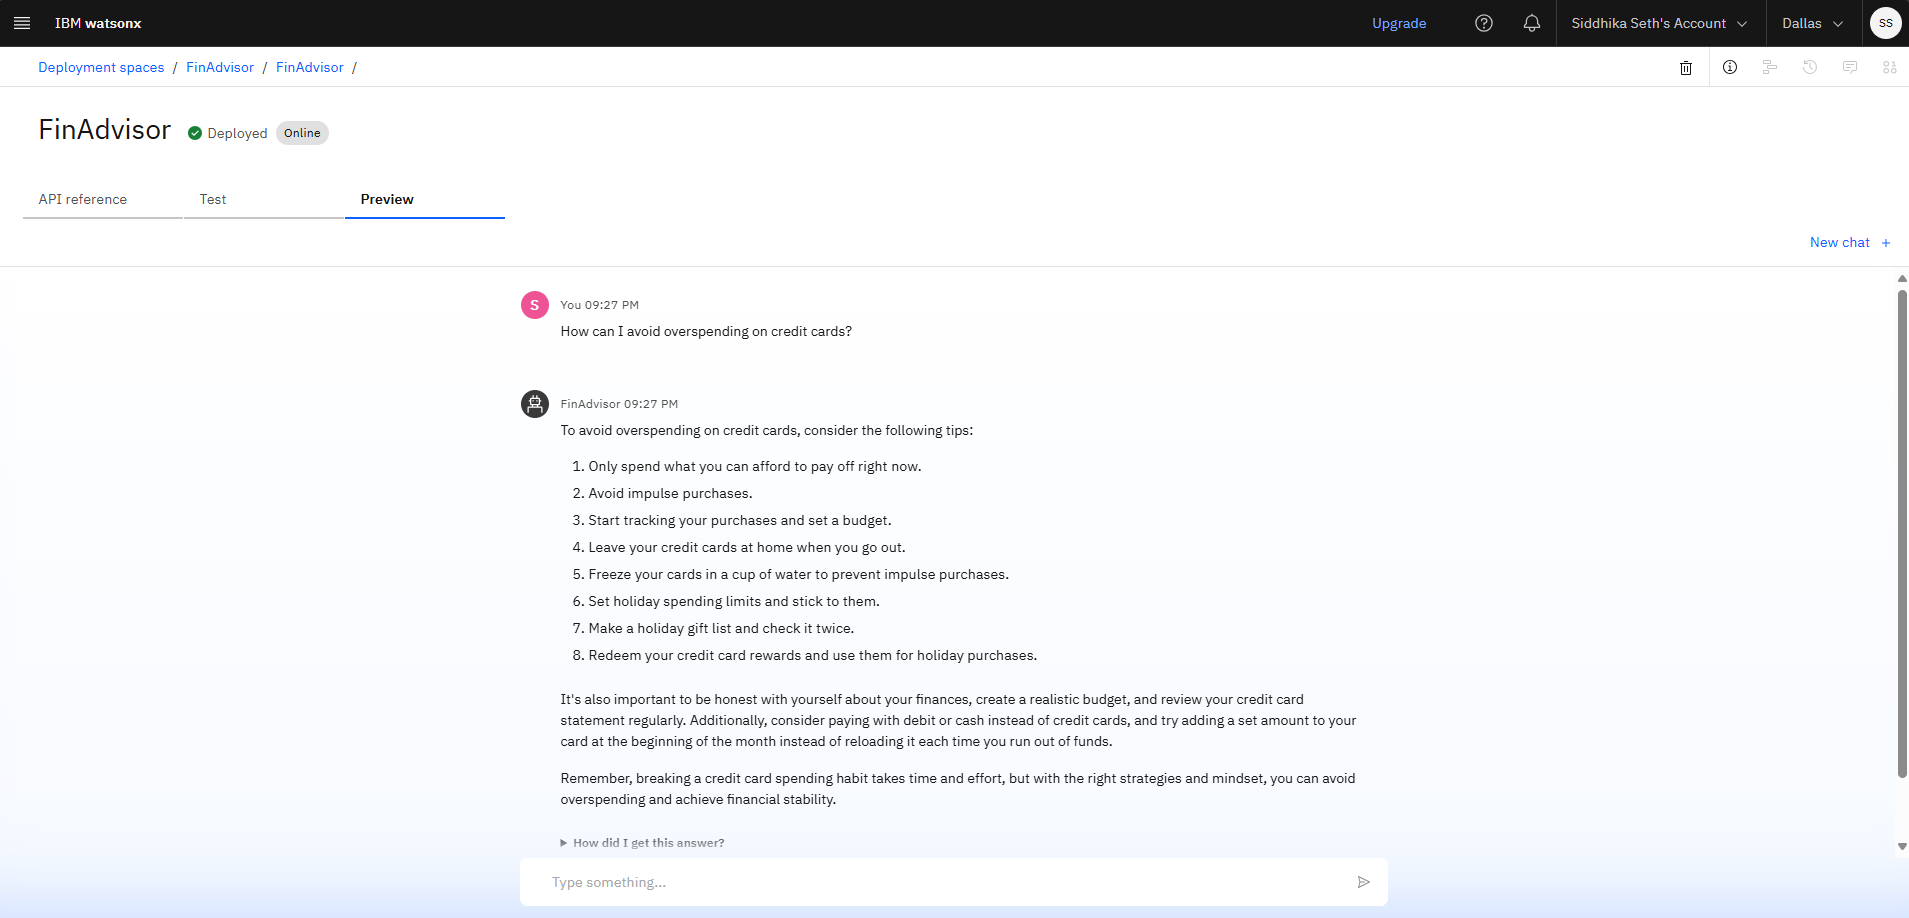 IBM watsonx
Upgrade
Siddhika Seth's Account
Dallas
SS
Deployment spaces / FinAdvisor / FinAdvisor /
FinAdvisor
Deployed
Online
API reference
Test
Preview
New chat +
S
You 09:27 PM
How can I avoid overspending on credit cards?
FinAdvisor 09:27 PM
To avoid overspending on credit cards, consider the following tips:
1. Only spend what you can afford to pay off right now.
2. Avoid impulse purchases.
3. Start tracking your purchases and set a budget.
4. Leave your credit cards at home when you go out.
5. Freeze your cards in a cup of water to prevent impulse purchases.
6. Set holiday spending limits and stick to them.
7. Make a holiday gift list and check it twice.
8. Redeem your credit card rewards and use them for holiday purchases.
It's also important to be honest with yourself about your finances, create a realistic budget, and review your credit card
statement regularly. Additionally, consider paying with debit or cash instead of credit cards, and try adding a set amount to your
card at the beginning of the month instead of reloading it each time you run out of funds.
Remember, breaking a credit card spending habit takes time and effort, but with the right strategies and mindset, you can avoid
overspending and achieve financial stability.
How did I get this answer?
Type something...